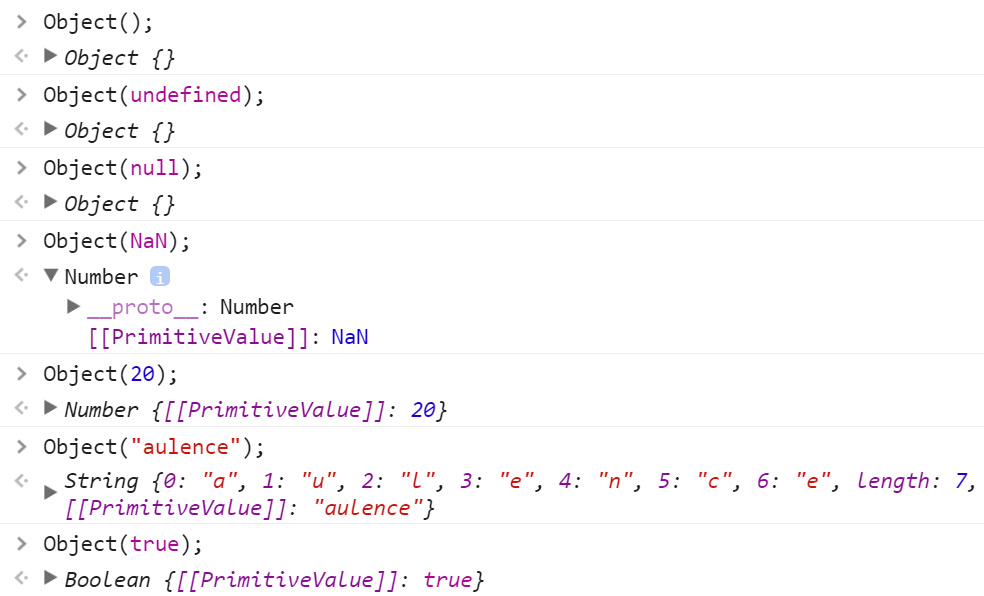 Object();
Object {}
Object(undefined);
Object {}
Object(null);
Object {}
Object(NaN);
Number i
__proto__: Number
[[PrimitiveValue]]: NaN
Object(20);
Number {[[PrimitiveValue]]: 20}
Object("aulence");
String {0: "a", 1: "u", 2: "l", 3: "e", 4: "n", 5: "c", 6: "e", length: 7,
[[PrimitiveValue]]: "aulence"}
Object(true);
Boolean {[[PrimitiveValue]]: true}